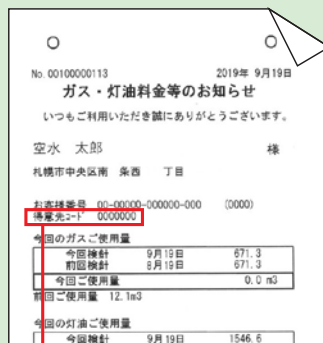 No. 00100000113 2019年 9月19日
ガス・灯油料金等のお知らせ
いつもご利用いただき誠にありがとうございます。
空水 太郎 様
札幌市中央区南 条西 丁目
お客様番号 00-00000-000000-000 (0000)
得意先コード 0000000
今回のガスご使用量
今回検針 9月19日 671.3
前回検針 8月19日 671.3
今回ご使用量 0.0 m3
前回ご使用量 12.1m3
今回の灯油ご使用量
今回検針 9月19日 1546.6